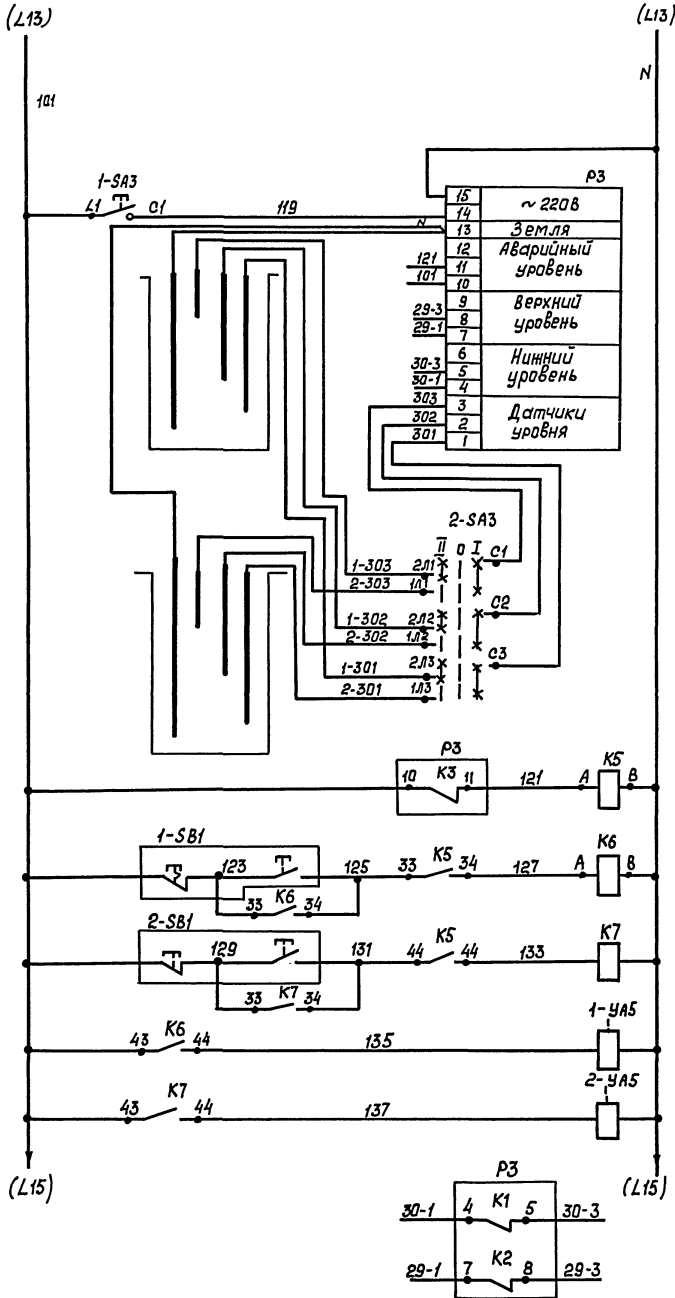 (L13) (L13)
101 N
1-SA3
L1 C1 119 N
P3
15
14
~ 220В
13 Земля
12
11
10
Аварийный
уровень
121
101
9
8
7
Верхний
уровень
29-3
29-1
6
5
4
Нижний
уровень
30-3
30-1
3
2
1
Датчики
уровня
303
302
301
2-SA3
II 0 I
1-303 2Л1 C1
2-303 1Л1
1-302 2Л2 C2
2-302 1Л2
1-301 2Л3 C3
2-301 1Л3
P3
10 K3 11 121 A K5 B
1-SB1
123 125 33 K5 34 127 A K6 B
33 K6 34
2-SB1
129 131 44 K5 44 133 K7
33 K7 34
43 K6 44 135 1-YA5
43 K7 44 137 2-YA5
(L15) (L15)
P3
30-1 4 K1 5 30-3
29-1 7 K2 8 29-3